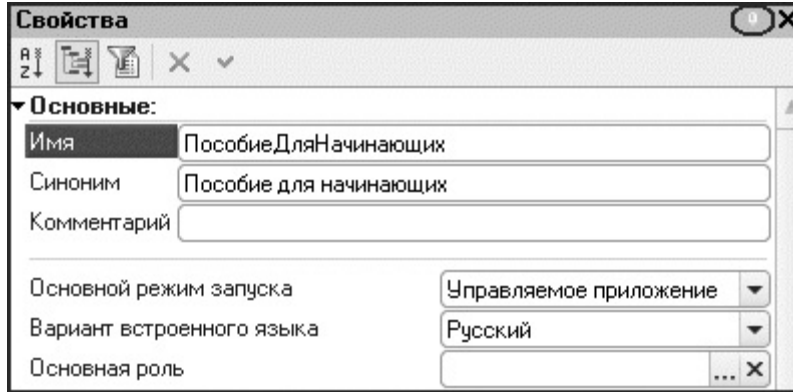 Свойства
Основные:
Имя ПособиеДляНачинающих
Синоним Пособие для начинающих
Комментарий
Основной режим запуска Управляемое приложение
Вариант встроенного языка Русский
Основная роль ...